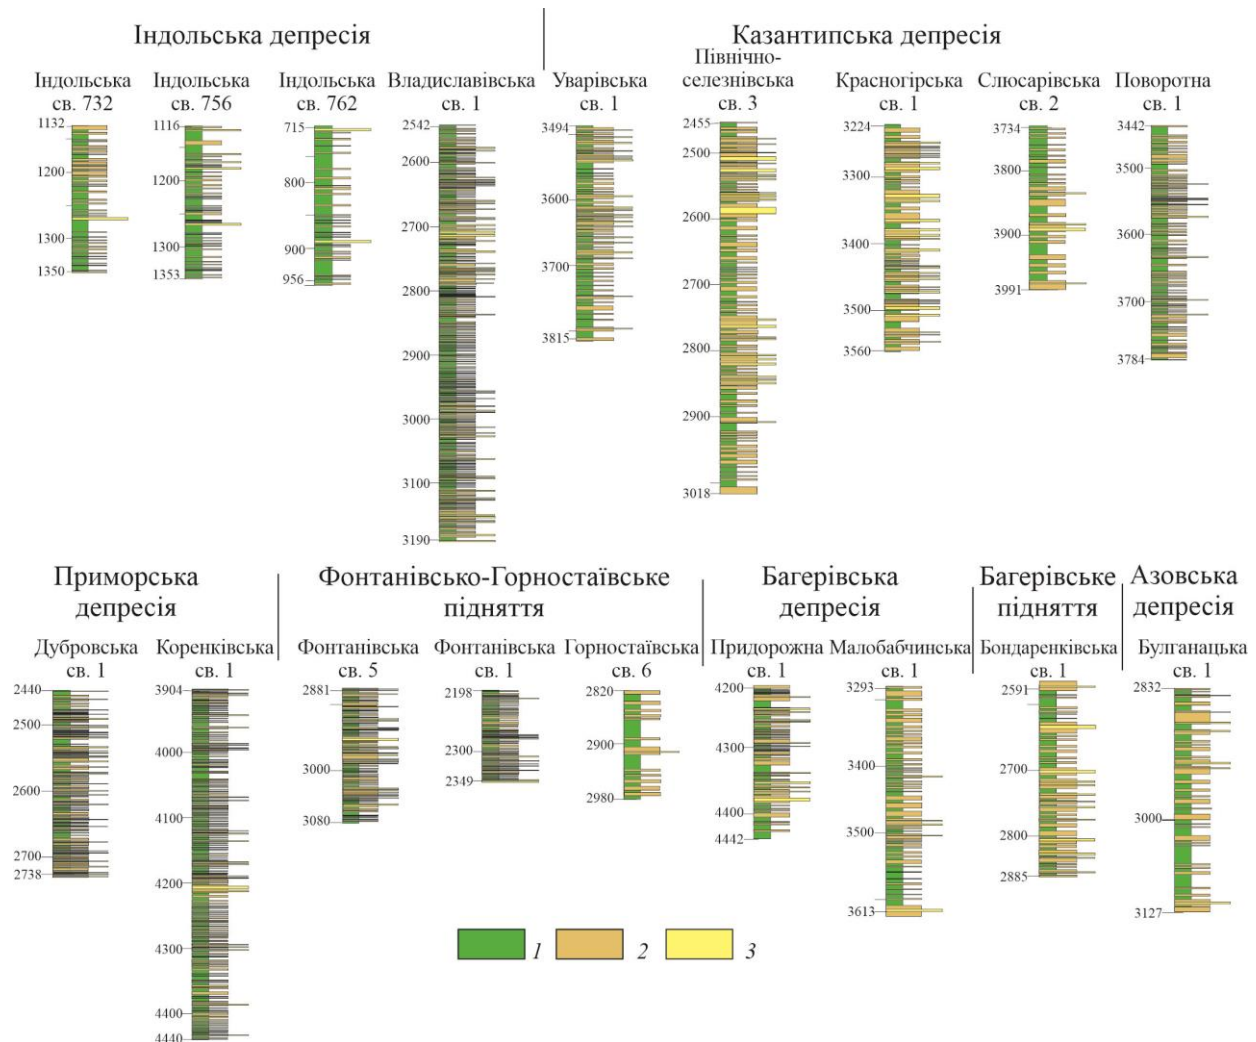 Індольська депресія
Казантипська депресія
Індольська
св. 732
Індольська
св. 756
Індольська
св. 762
Владиславівська
св. 1
Уварівська
св. 1
Північно-
селезнівська
св. 3
Красногірська
св. 1
Слюсарівська
св. 2
Поворотна
св. 1
1132
1200
1300
1350
1116
1200
1300
1353
715
800
900
956
2542
2600
2700
2800
2900
3000
3100
3190
3494
3600
3700
3815
2455
2500
2600
2700
2800
2900
3018
3224
3300
3400
3500
3560
3734
3800
3900
3991
3442
3500
3600
3700
3784
Приморська
депресія
Фонтанівсько-Горностаївське
підняття
Багерівська
депресія
Багерівське
підняття
Азовська
депресія
Дубровська
св. 1
Коренківська
св. 1
Фонтанівська
св. 5
Фонтанівська
св. 1
Горностаївська
св. 6
Придорожна
св. 1
Малобабчинська
св. 1
Бондаренківська
св. 1
Булганацька
св. 1
2440
2500
2600
2700
2738
3904
4000
4100
4200
4300
4400
4440
2881
3000
3080
2198
2300
2349
2820
2900
2980
4200
4300
4400
4442
3293
3400
3500
3613
2591
2700
2800
2885
2832
3000
3127
1
2
3